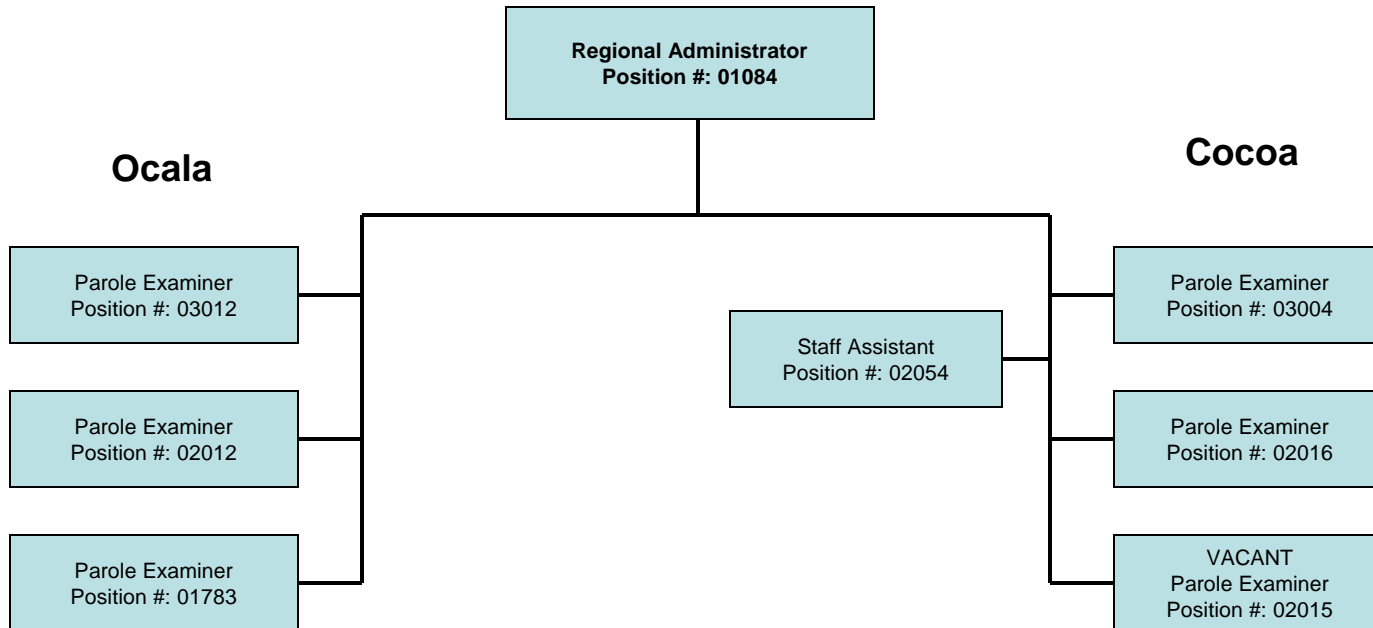 Regional Administrator
Position #: 01084
Ocala
Cocoa
Parole Examiner
Position #: 03012
Parole Examiner
Position #: 02012
Parole Examiner
Position #: 01783
Staff Assistant
Position #: 02054
Parole Examiner
Position #: 03004
Parole Examiner
Position #: 02016
VACANT
Parole Examiner
Position #: 02015